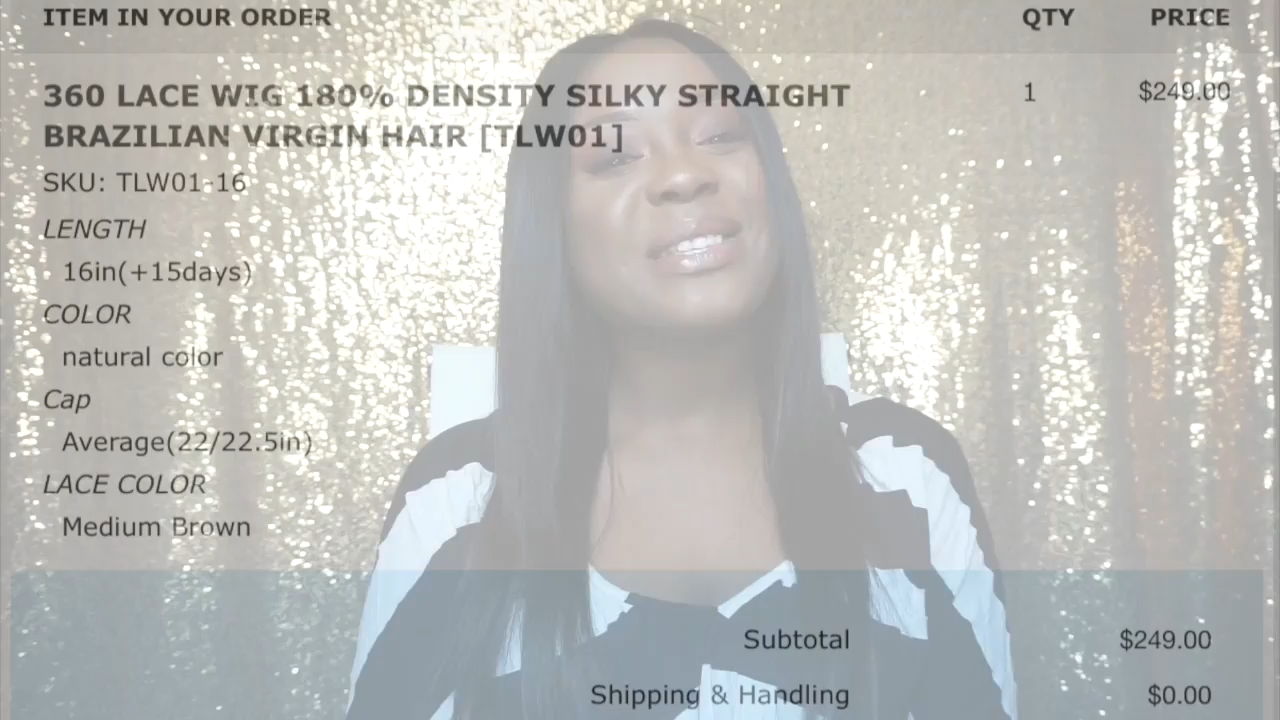 ITEM IN YOUR ORDER QTY PRICE
360 LACE WIG 180% DENSITY SILKY STRAIGHT 1 $249.00
BRAZILIAN VIRGIN HAIR [TLW01]
SKU: TLW01-16
LENGTH
16in(+15days)
COLOR
natural color
Cap
Average(22/22.5in)
LACE COLOR
Medium Brown
Subtotal $249.00
Shipping & Handling $0.00